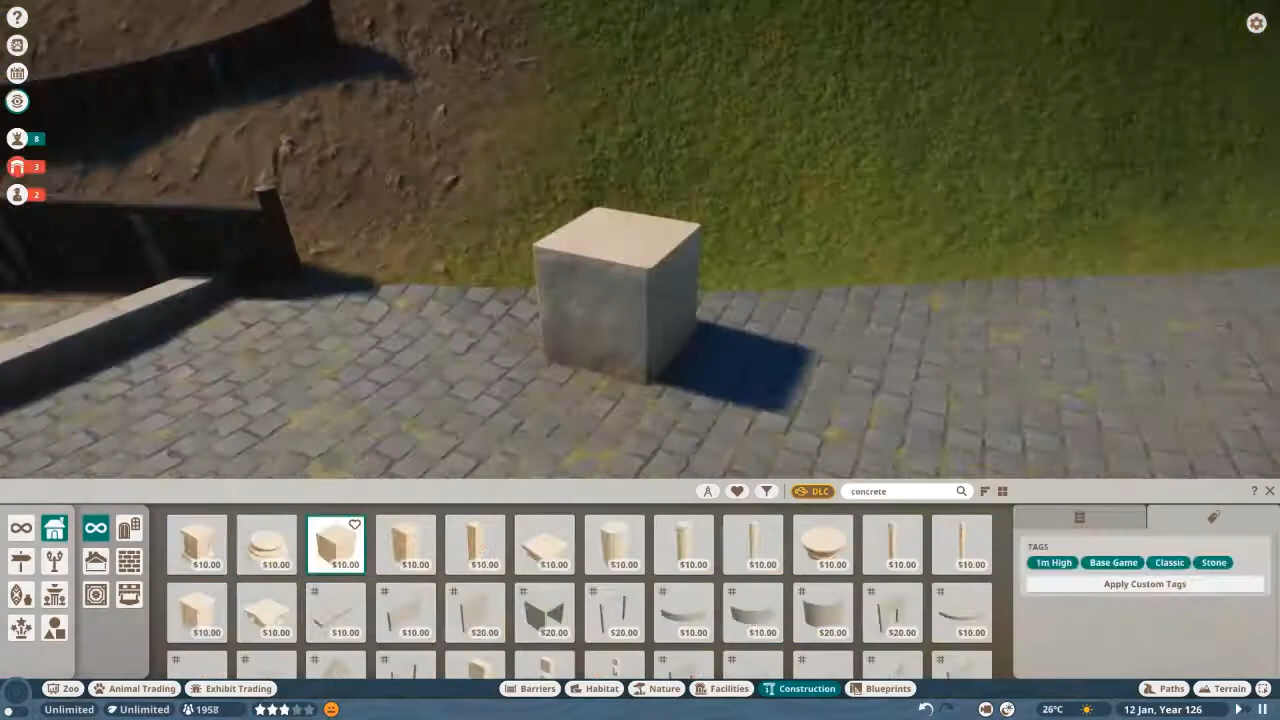 ?
8
3
2
DLC
concrete
?
$10.00 $10.00 $10.00 $10.00 $10.00 $10.00 $10.00 $10.00 $10.00 $10.00 $10.00 $10.00
$10.00 $10.00 $10.00 $10.00 $20.00 $20.00 $20.00 $10.00 $10.00 $20.00 $20.00 $10.00
TAGS
1m High Base Game Classic Stone
Apply Custom Tags
Zoo Animal Trading Exhibit Trading Barriers Habitat Nature Facilities Construction Blueprints Paths Terrain
Unlimited Unlimited 1958 26°C 12 Jan, Year 126